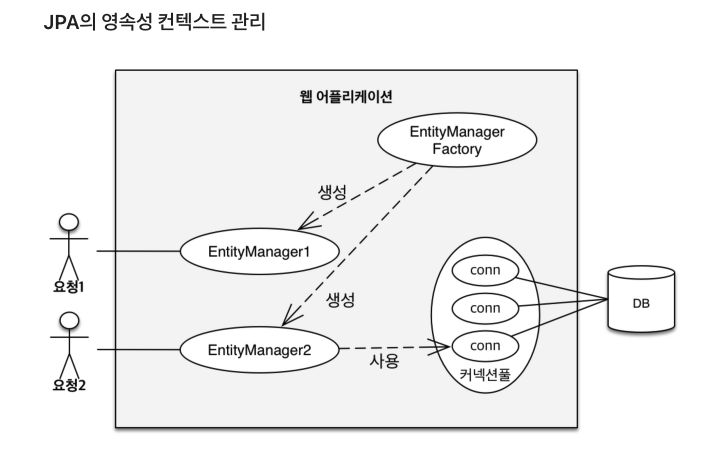 JPA의 영속성 컨텍스트 관리
웹 어플리케이션
EntityManager
Factory
생성
EntityManager1
요청1
생성
EntityManager2
요청2
사용
conn
conn
conn
커넥션풀
DB